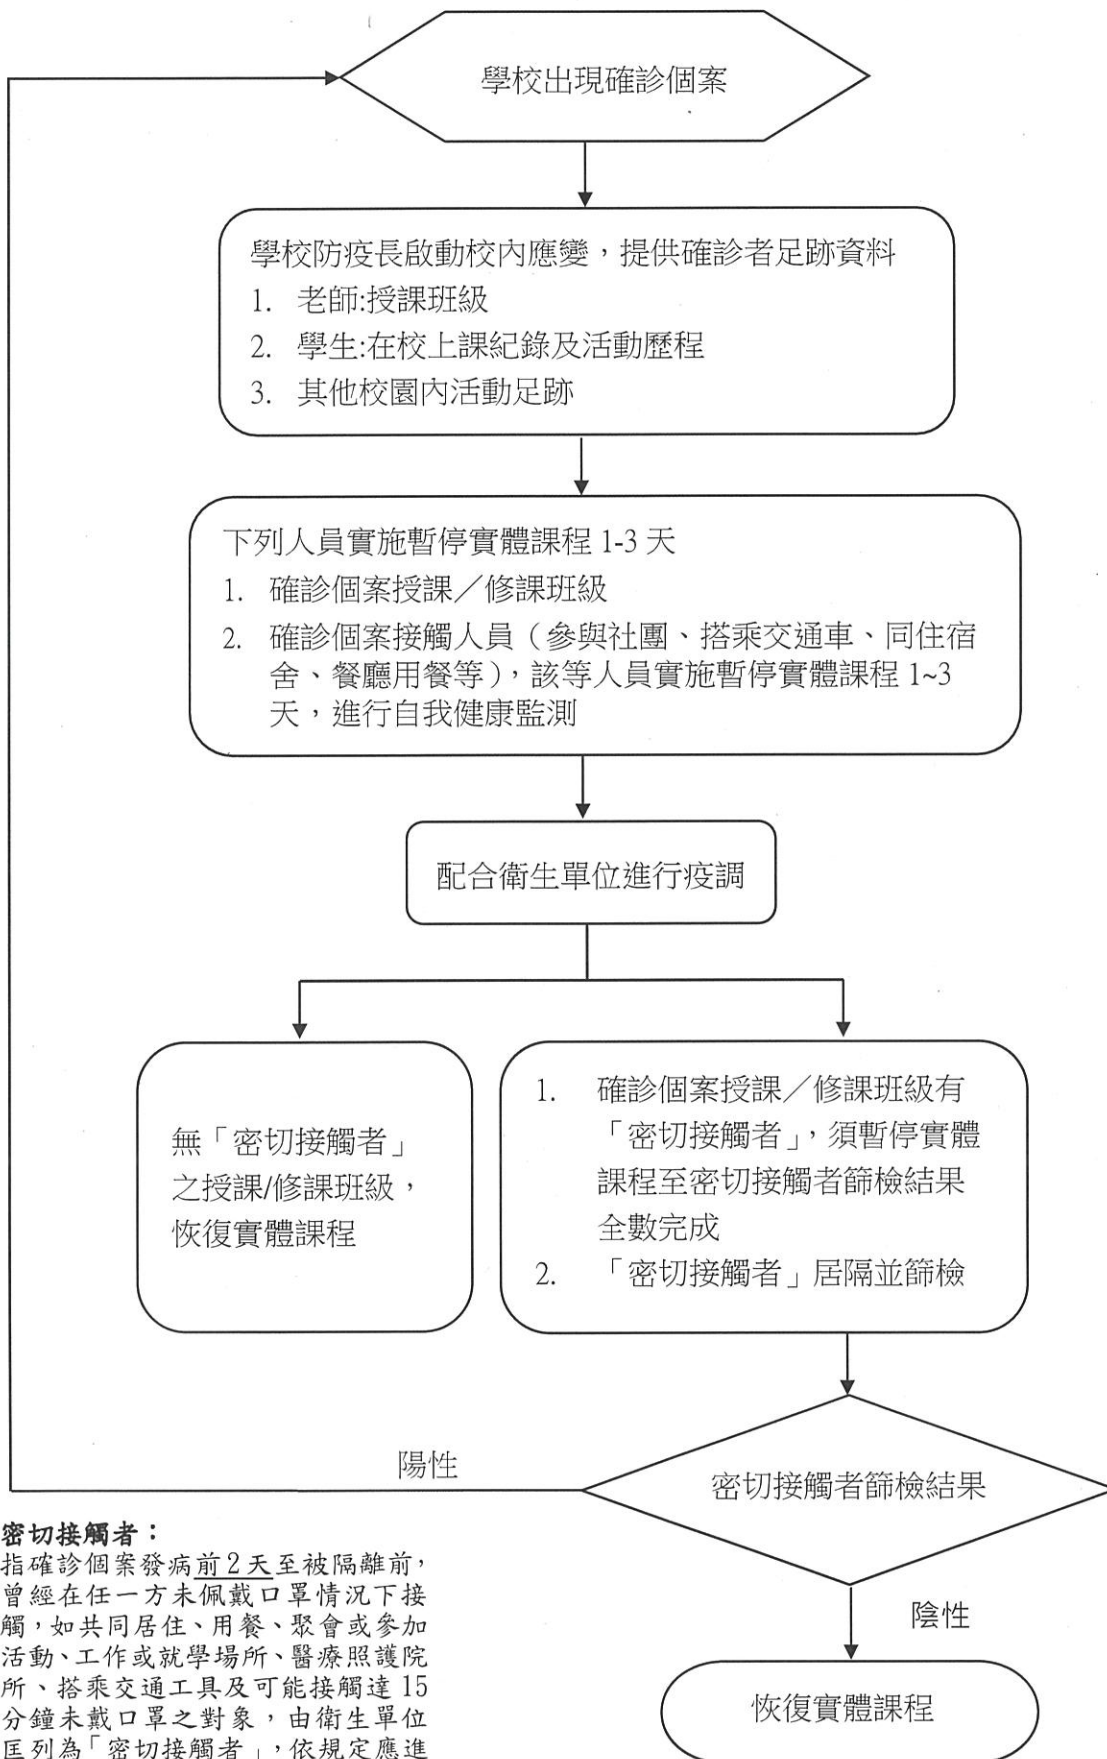 學校出現確診個案
學校防疫長啟動校內應變，提供確診者足跡資料
1. 老師:授課班級
2. 學生:在校上課紀錄及活動歷程
3. 其他校園內活動足跡
下列人員實施暫停實體課程 1-3 天
1. 確診個案授課／修課班級
2. 確診個案接觸人員（參與社團、搭乘交通車、同住宿
舍、餐廳用餐等），該等人員實施暫停實體課程 1~3
天，進行自我健康監測
配合衛生單位進行疫調
無「密切接觸者」
之授課/修課班級，
恢復實體課程
1. 確診個案授課／修課班級有
「密切接觸者」，須暫停實體
課程至密切接觸者篩檢結果
全數完成
2. 「密切接觸者」居隔並篩檢
陽性
密切接觸者篩檢結果
陰性
恢復實體課程
密切接觸者：
指確診個案發病前2天至被隔離前，
曾經在任一方未佩戴口罩情況下接
觸，如共同居住、用餐、聚會或參加
活動、工作或就學場所、醫療照護院
所、搭乘交通工具及可能接觸達 15
分鐘未戴口罩之對象，由衛生單位
匡列為「密切接觸者」，依規定應進